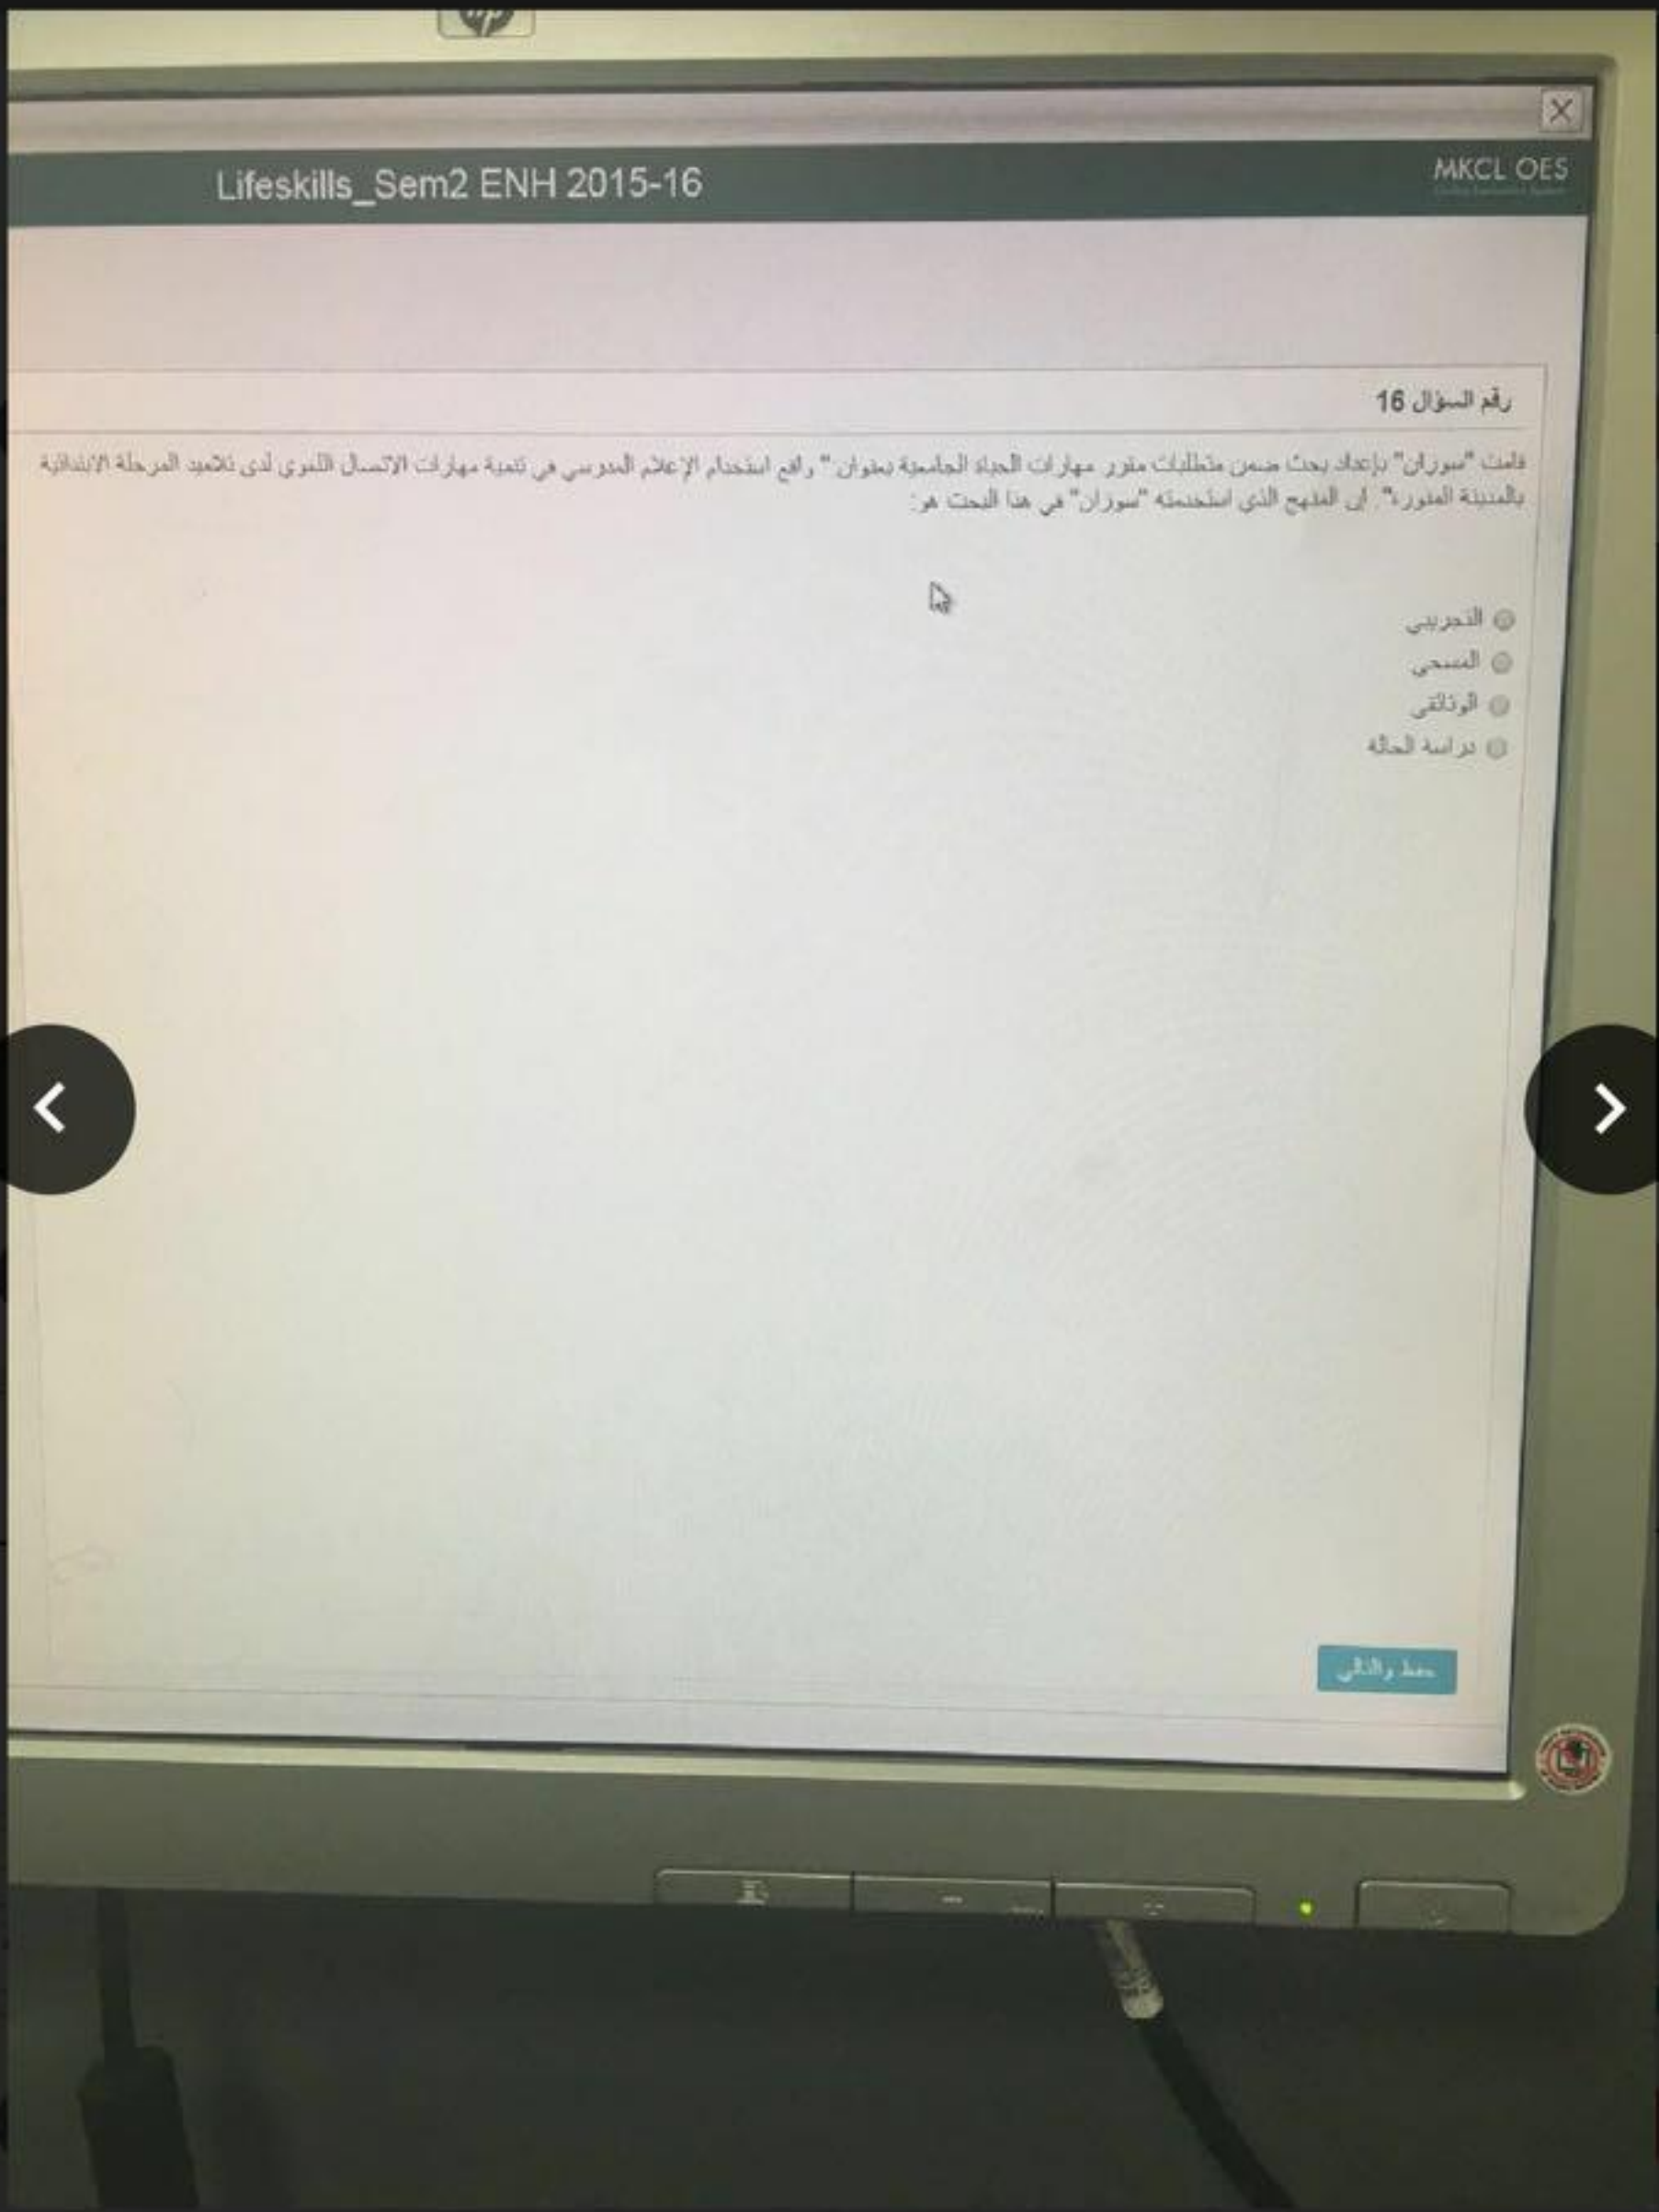 hp
Lifeskills_Sem2 ENH 2015-16
MKCL OES
رقم السؤال 16
قامت "سوزان" بإعداد بحث ضمن متطلبات مقرر مهارات الحياة الجامعية بعنوان " واقع استخدام الإعلام المدرسي في تنمية مهارات الاتصال اللغوي لدى تلاميذ المرحلة الابتدائية
بالمدينة المنورة". إن المنهج الذي استخدمته "سوزان" في هذا البحث هو:
التجريبي
المسحي
الوثائقي
دراسة الحالة
حفظ والتالي